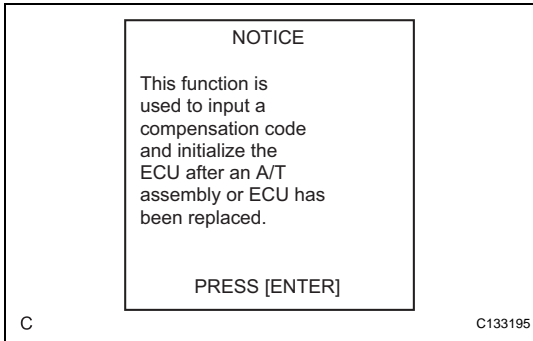 NOTICE
This function is
used to input a
compensation code
and initialize the
ECU after an A/T
assembly or ECU has
been replaced.
PRESS [ENTER]
C
C133195